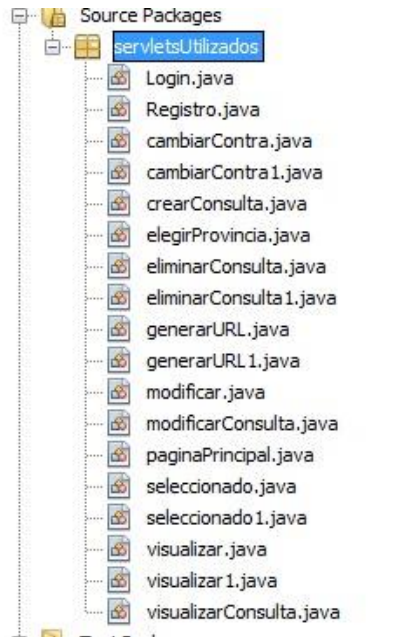 Source Packages
servletsUtilizados
Login.java
Registro.java
cambiarContra.java
cambiarContra1.java
crearConsulta.java
elegirProvincia.java
eliminarConsulta.java
eliminarConsulta1.java
generarURL.java
generarURL1.java
modificar.java
modificarConsulta.java
paginaPrincipal.java
seleccionado.java
seleccionado1.java
visualizar.java
visualizar1.java
visualizarConsulta.java